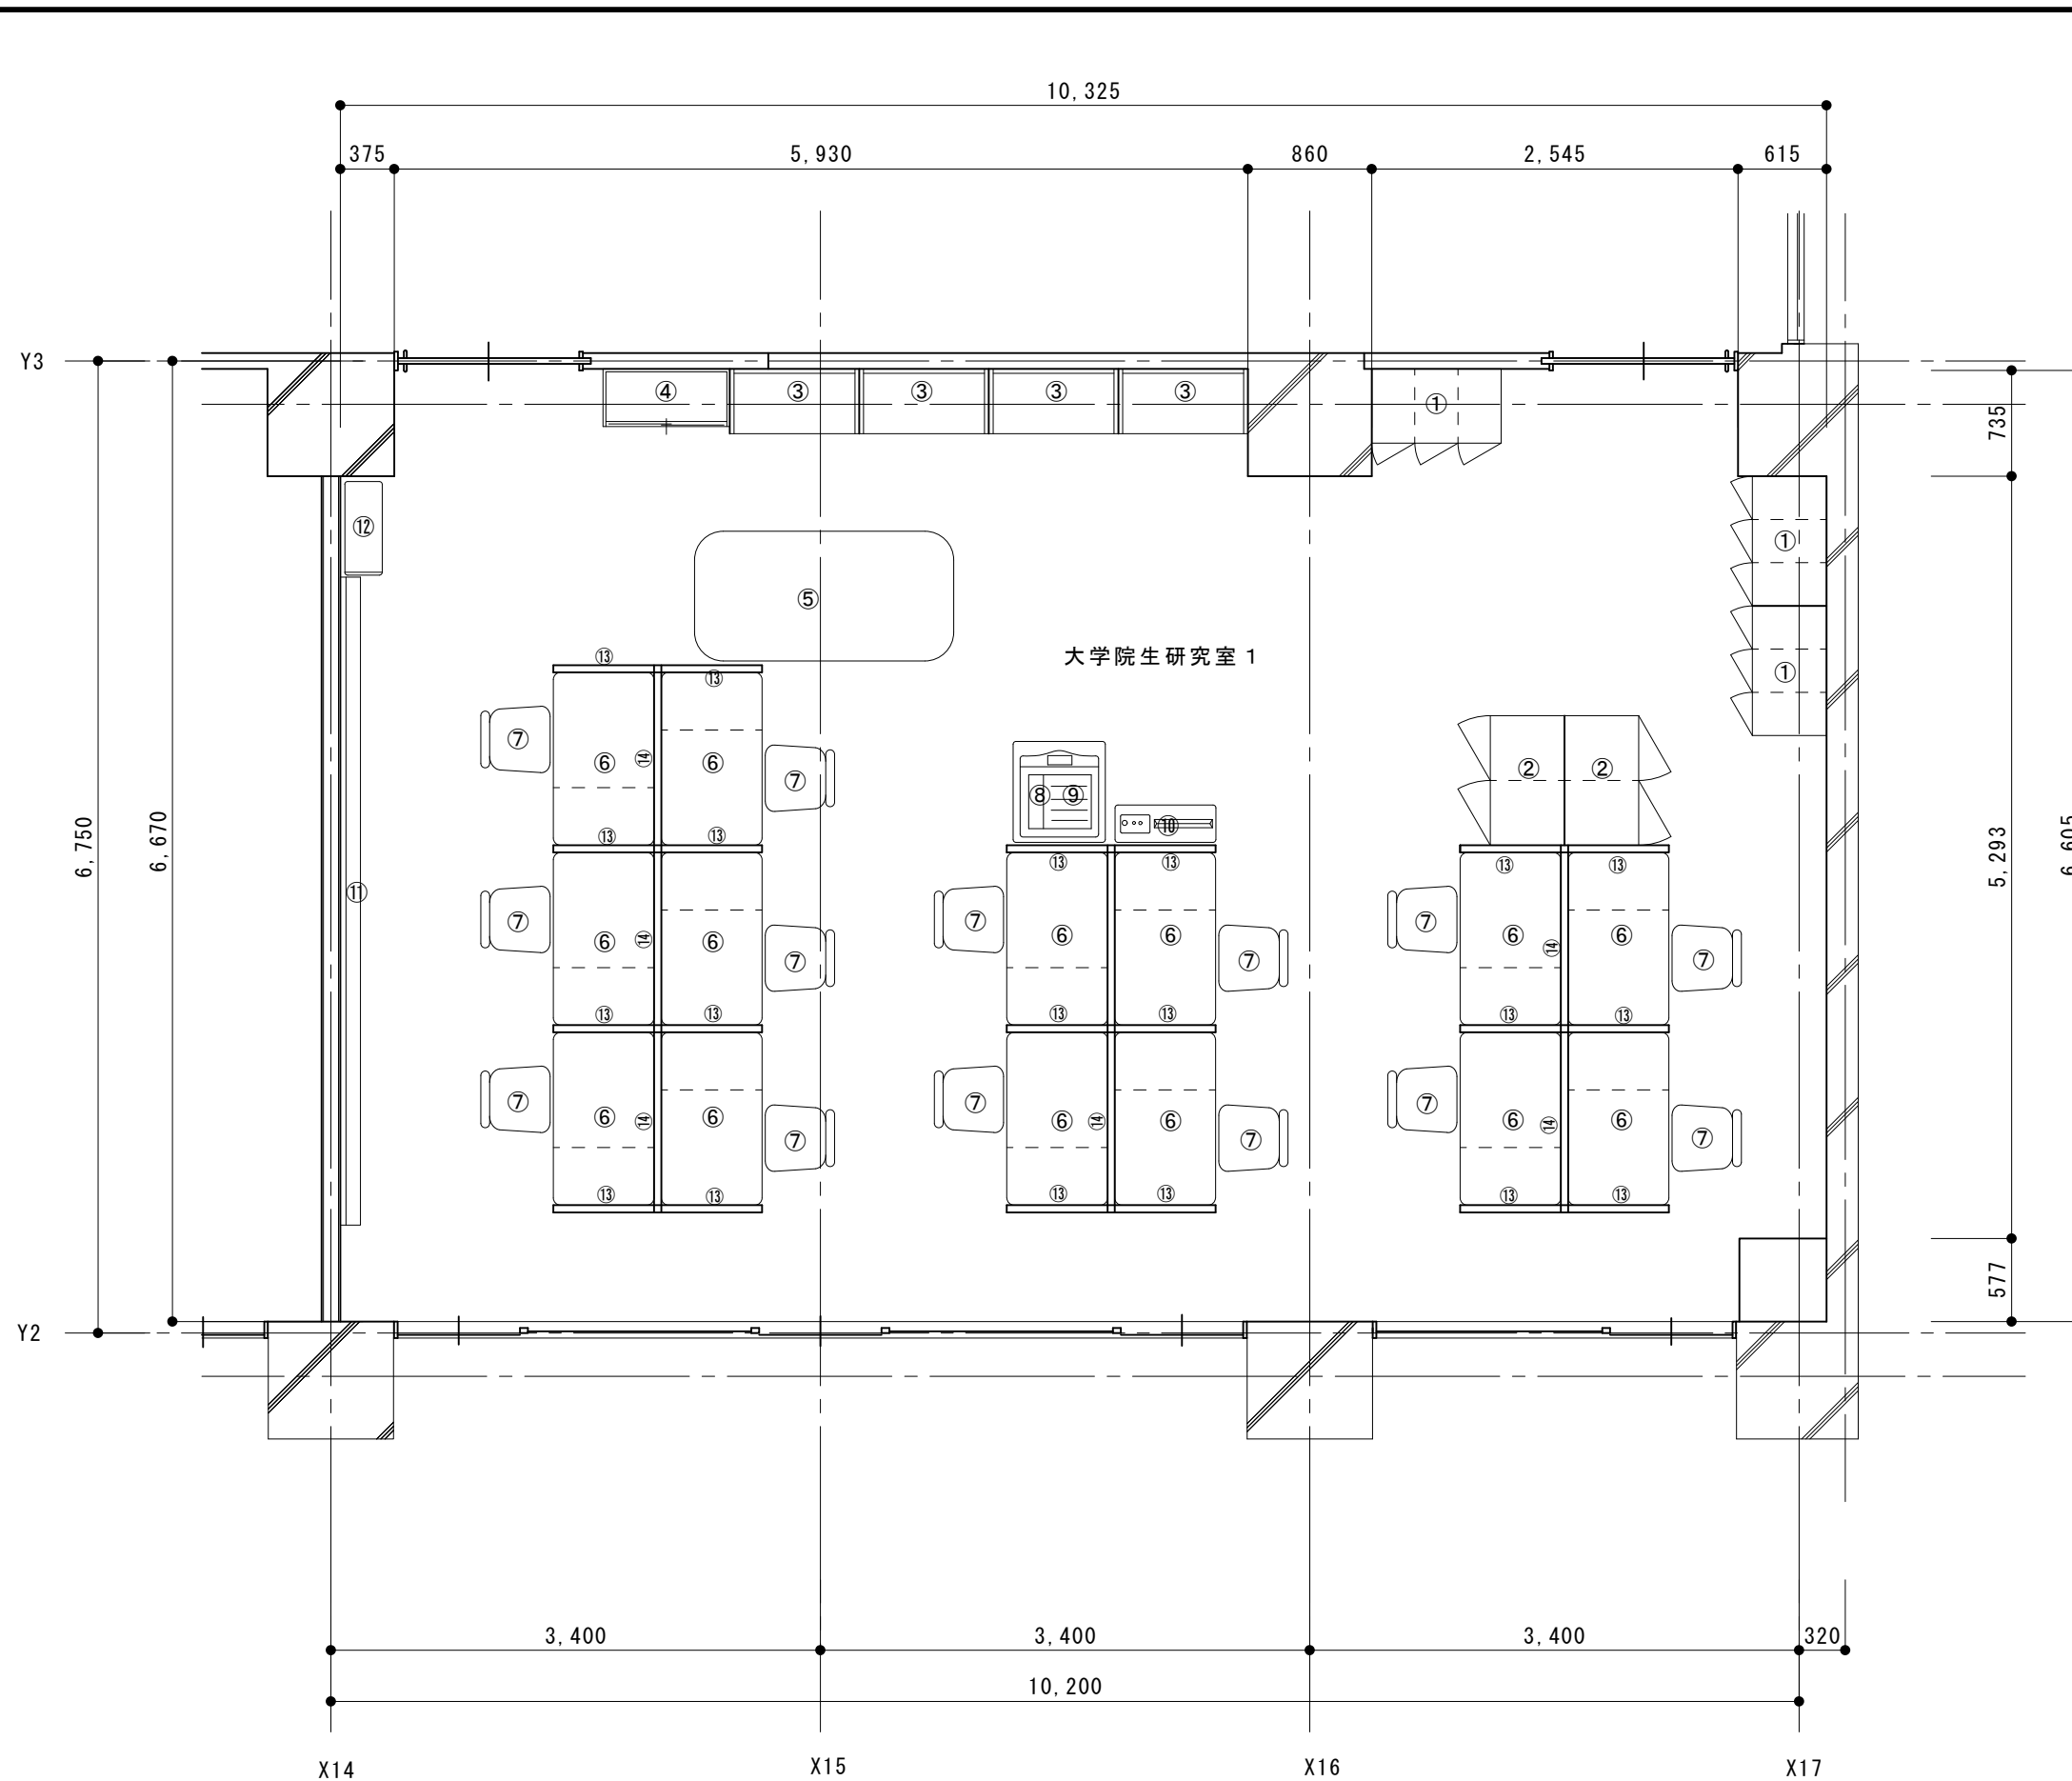 10,325
375 5,930 860 2,545 615
Y3
④ ③ ③ ③ ③ ①
735
⑫ ①
⑤
大学院生研究室 1
⑬ ⑬ ①
⑦ ⑥ ⑭ ⑥ ⑦ ⑧ ⑨ ② ②
⑩
6,750 6,670 5,293 6,605
⑬ ⑬ ⑬ ⑬ ⑬ ⑬
⑪
⑦ ⑥ ⑭ ⑥ ⑦ ⑦ ⑥ ⑥ ⑦ ⑦ ⑥ ⑭ ⑥ ⑦
⑬ ⑬ ⑬ ⑬ ⑬ ⑬
⑦ ⑥ ⑭ ⑥ ⑦ ⑦ ⑥ ⑭ ⑥ ⑦ ⑦ ⑥ ⑭ ⑥ ⑦
⑬ ⑬ ⑬ ⑬ ⑬ ⑬
577
Y2
3,400 3,400 3,400 320
10,200
X14 X15 X16 X17